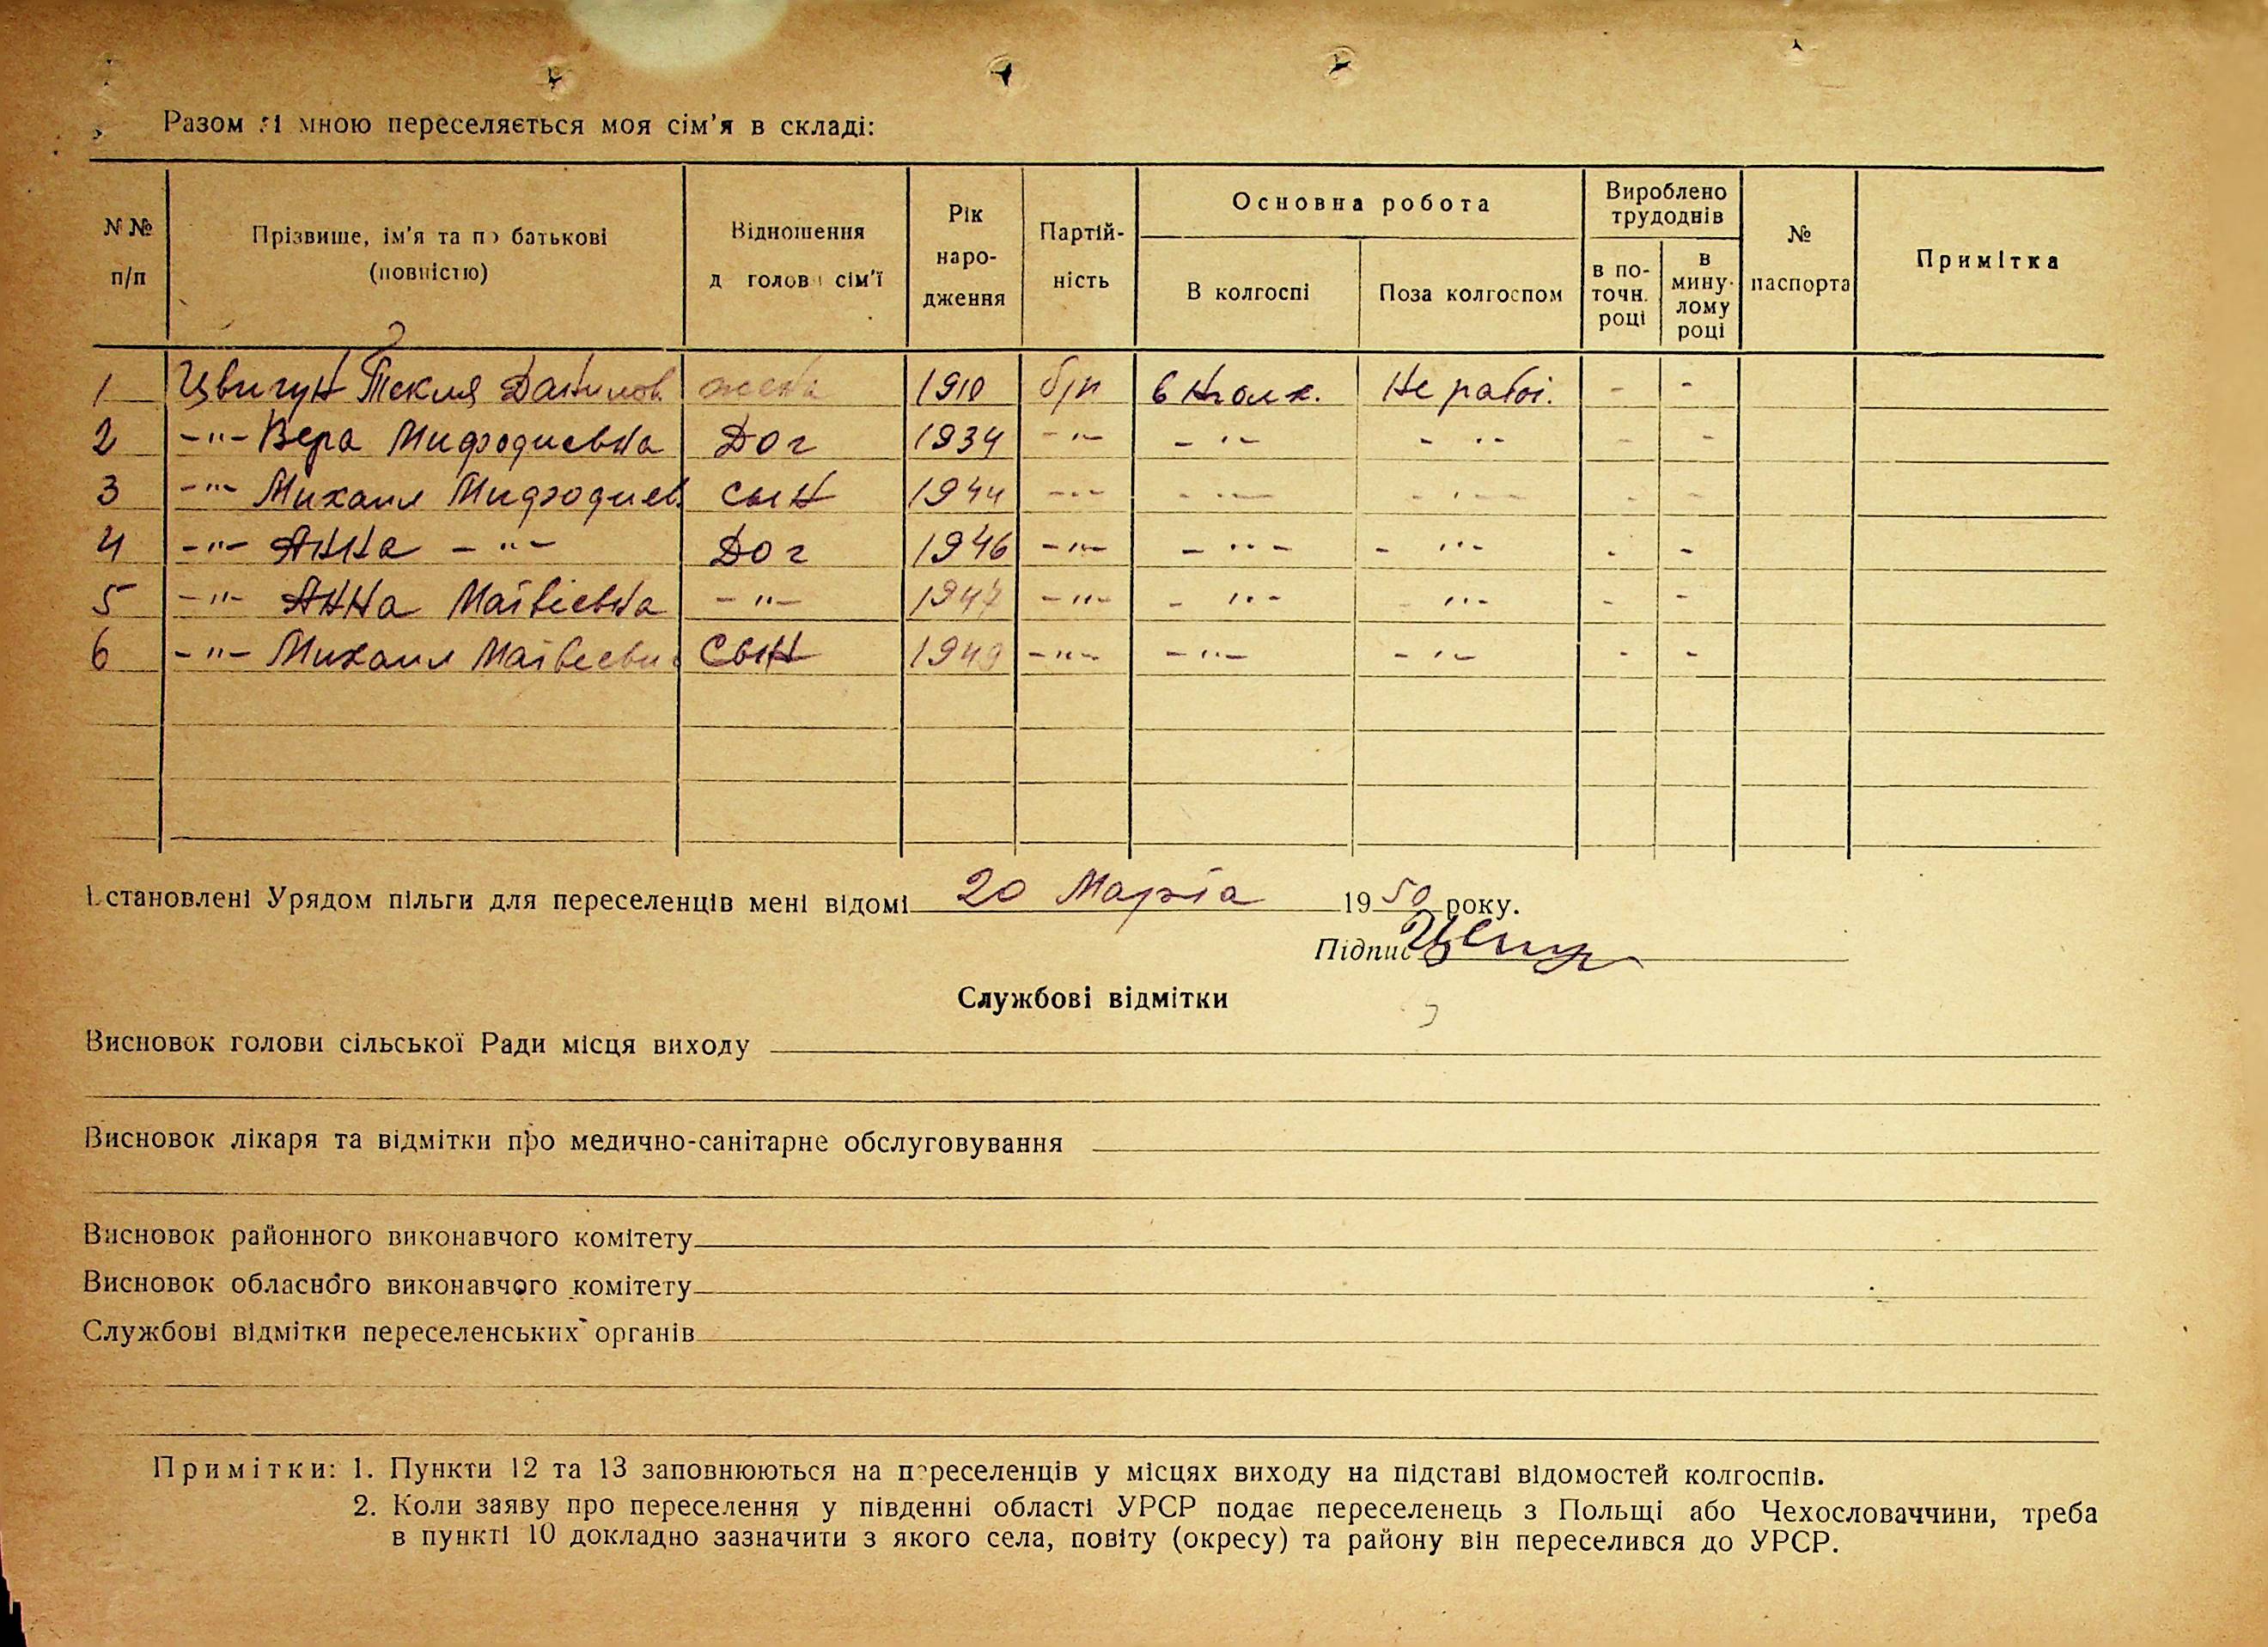 Разом зі мною переселяється моя сім'я в складі:
№№ п/п
Прізвище, ім'я та по батькові (повністю)
Відношення д голов сім'ї
Рік народження
Партійність
Основна робота
В колгоспі
Поза колгоспом
Вироблено трудоднів
в поточн. році
в минулому році
№ паспорта
Примітка
1 Цвигун Текля Данилов жена 1910 б/п в колх. Не работ. - -
2 -"- Вера Мифодиевна Доч 1934 -"- -"- -"- - -
3 -"- Михаил Мифодиев. сын 1944 -"- -"- -"- - -
4 -"- Анна -"- Доч 1946 -"- -"- -"- - -
5 -"- Анна Матвіевна -"- 1947 -"- -"- -"- - -
6 -"- Михаил Матвееви Сын 1949 -"- -"- -"- - -
Встановлені Урядом пільги для переселенців мені відомі 20 Марта 1950 року.
Підпис Цвигу
Службові відмітки
Висновок голови сільської Ради місця виходу
Висновок лікаря та відмітки про медично-санітарне обслуговування
Висновок районного виконавчого комітету
Висновок обласного виконавчого комітету
Службові відмітки переселенських органів
Примітки: 1. Пункти 12 та 13 заповнюються на переселенців у місцях виходу на підставі відомостей колгоспів.
2. Коли заяву про переселення у південні області УРСР подає переселенець з Польщі або Чехословаччини, треба
в пункті 10 докладно зазначити з якого села, повіту (окресу) та району він переселився до УРСР.